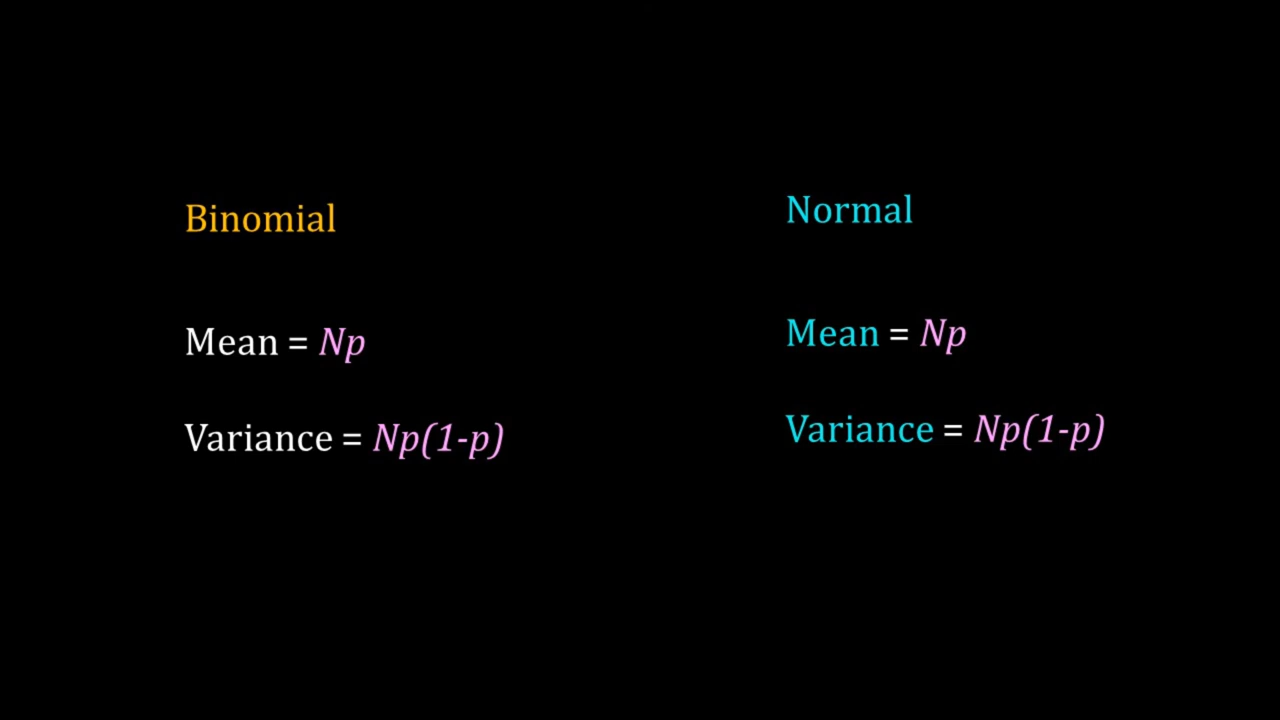 Binomial
Mean = Np
Variance = Np(1-p)
Normal
Mean = Np
Variance = Np(1-p)